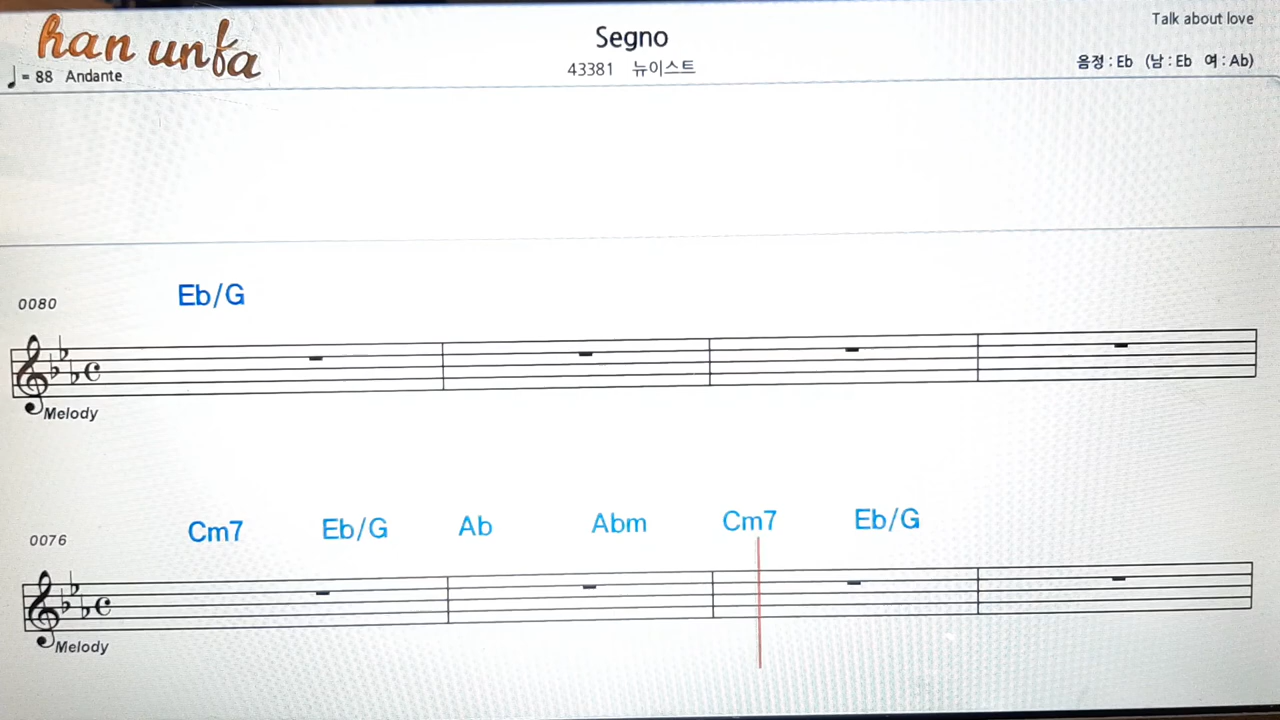 han unfa
Talk about love
Segno
♩= 88 Andante
43381 뉴이스트
음정 : Eb (남 : Eb 여 : Ab)
Eb/G
0080
Melody
Cm7 Eb/G Ab Abm Cm7 Eb/G
0076
Melody